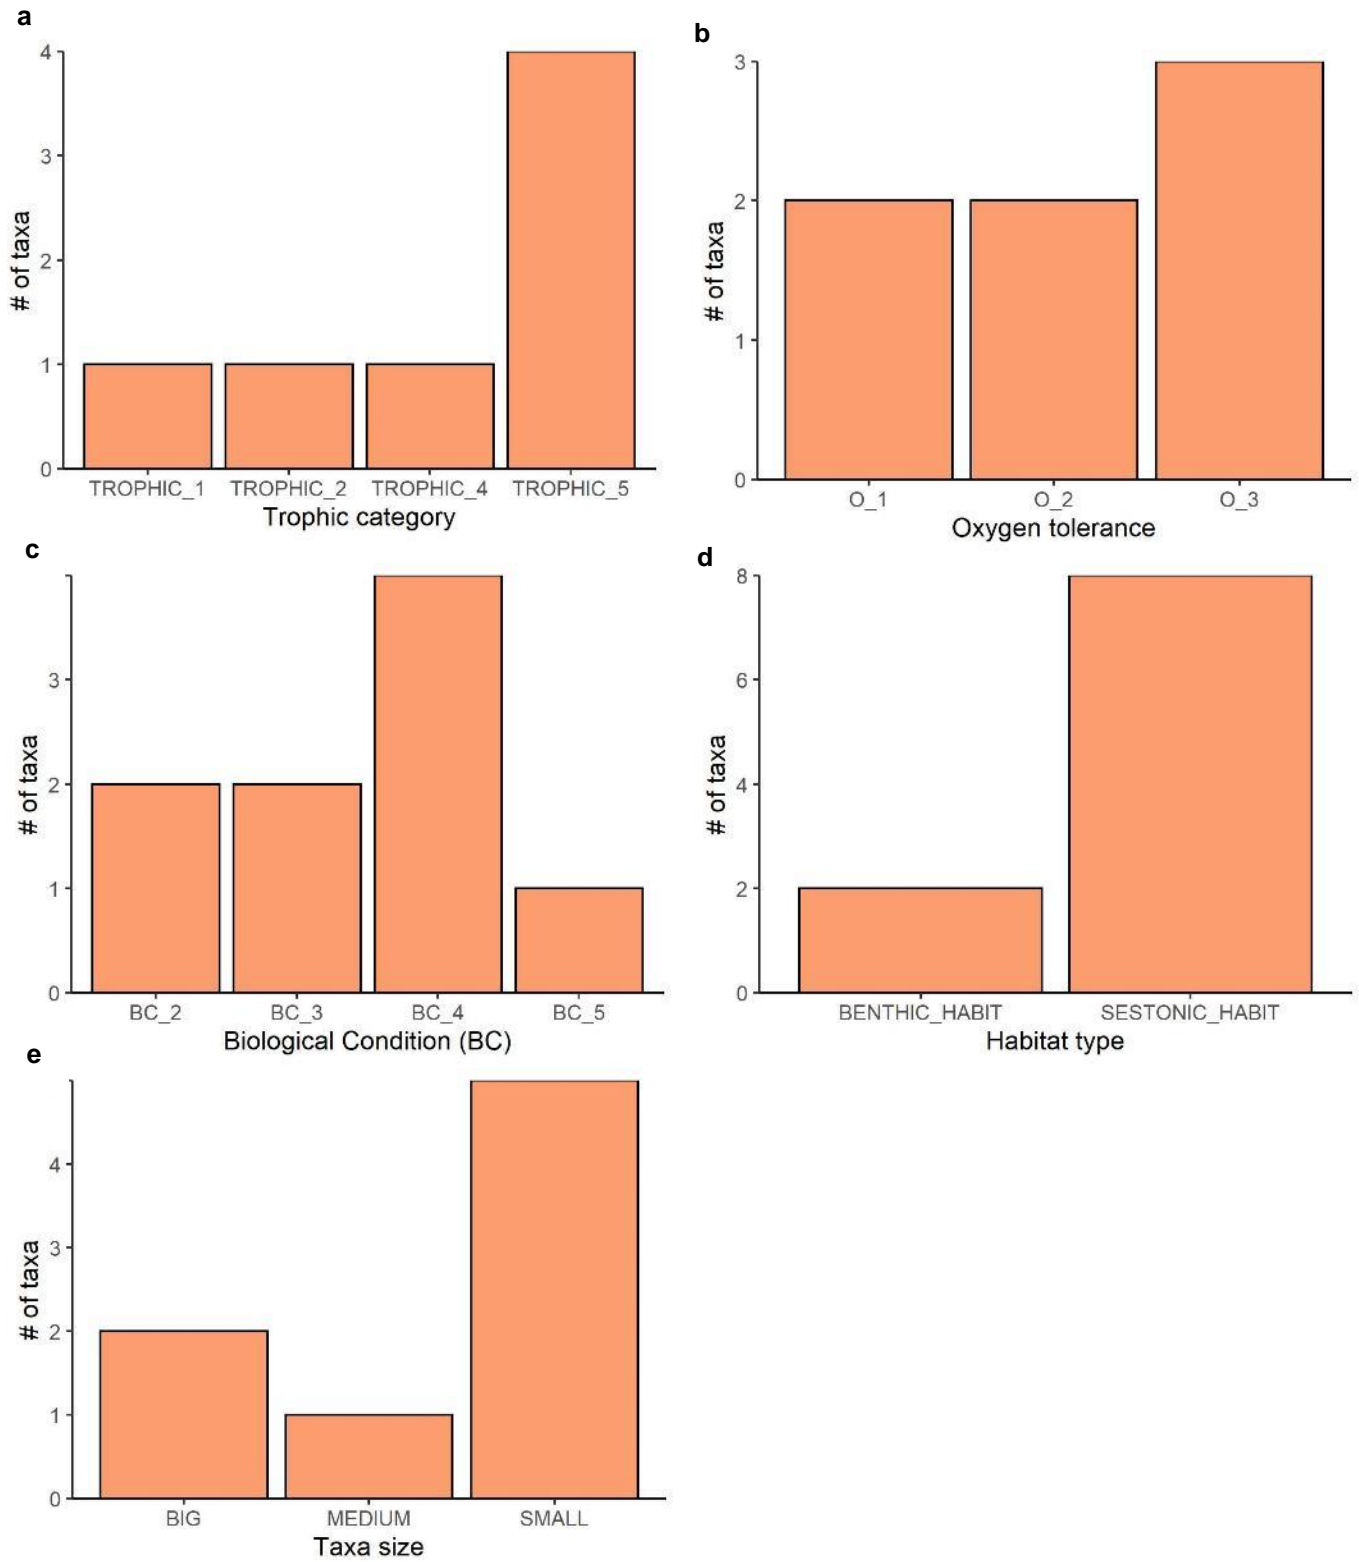 a
4
3
2
1
0
# of taxa
TROPHIC_1 TROPHIC_2 TROPHIC_4 TROPHIC_5
Trophic category
b
3
2
1
0
# of taxa
O_1 O_2 O_3
Oxygen tolerance
c
3
2
1
0
# of taxa
BC_2 BC_3 BC_4 BC_5
Biological Condition (BC)
d
8
6
4
2
0
# of taxa
BENTHIC_HABIT SESTONIC_HABIT
Habitat type
e
4
3
2
1
0
# of taxa
BIG MEDIUM SMALL
Taxa size